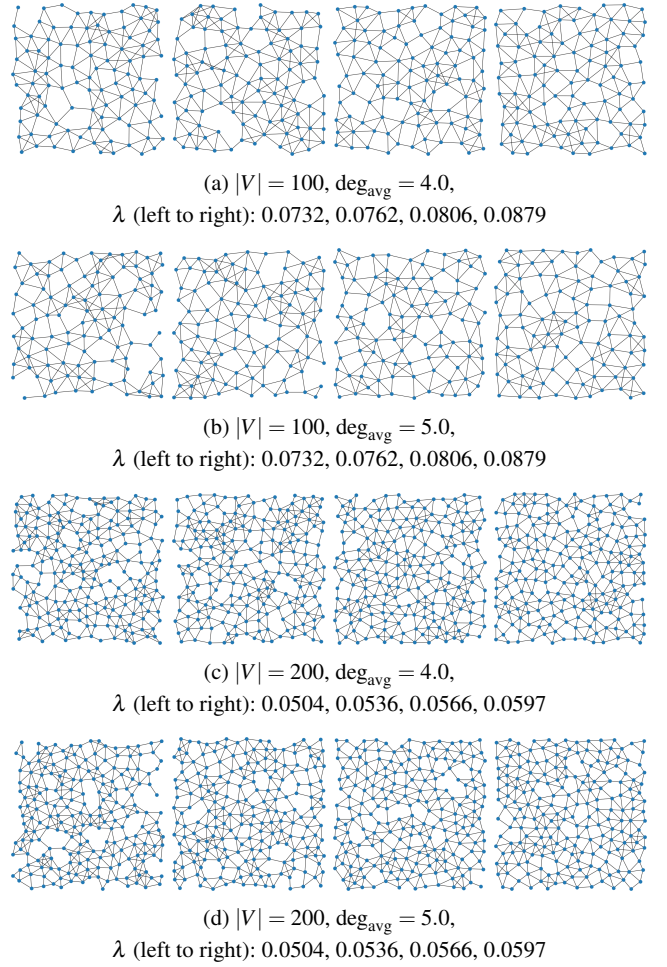 (a) |V| = 100, deg_avg = 4.0,
λ (left to right): 0.0732, 0.0762, 0.0806, 0.0879
(b) |V| = 100, deg_avg = 5.0,
λ (left to right): 0.0732, 0.0762, 0.0806, 0.0879
(c) |V| = 200, deg_avg = 4.0,
λ (left to right): 0.0504, 0.0536, 0.0566, 0.0597
(d) |V| = 200, deg_avg = 5.0,
λ (left to right): 0.0504, 0.0536, 0.0566, 0.0597